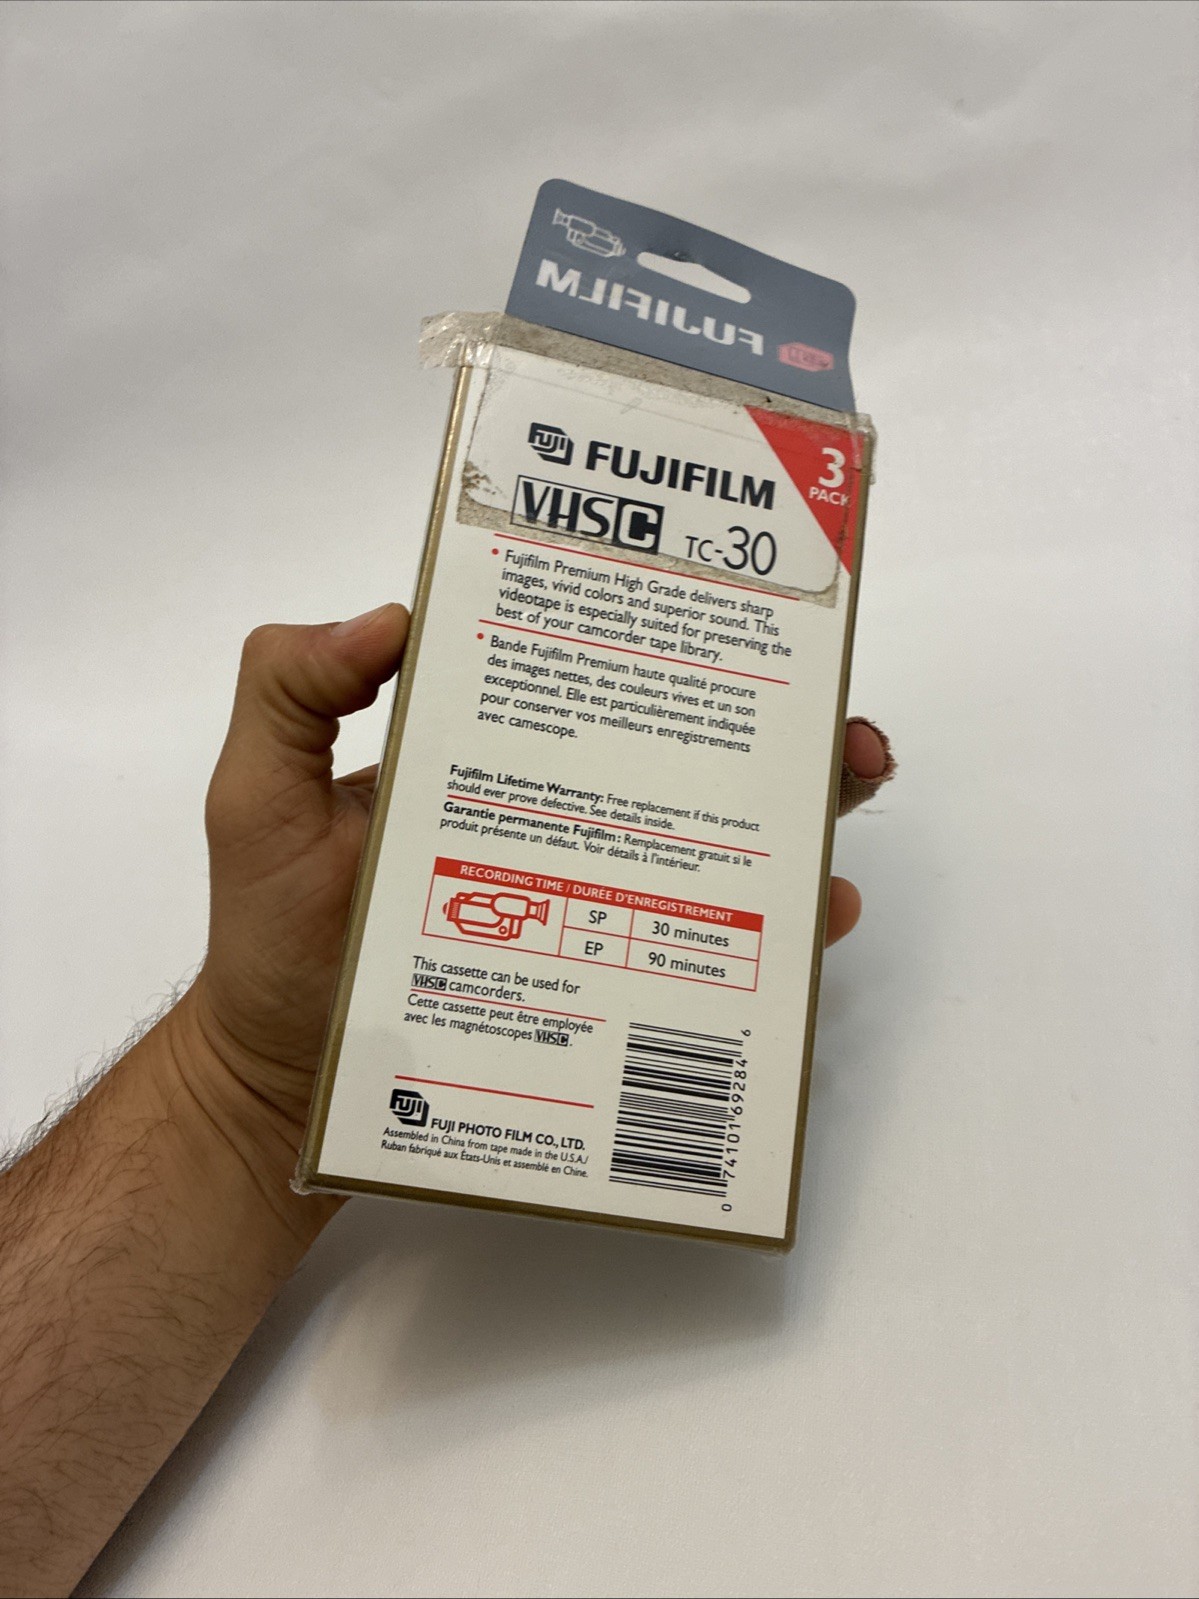 FUJIFILM
FUJI FUJIFILM
3
PACK
VHS C TC-30
• Fujifilm Premium High Grade delivers sharp
images, vivid colors and superior sound. This
videotape is especially suited for preserving the
best of your camcorder tape library.
• Bande Fujifilm Premium haute qualité procure
des images nettes, des couleurs vives et un son
exceptionnel. Elle est particulièrement indiquée
pour conserver vos meilleurs enregistrements
avec camescope.
Fujifilm Lifetime Warranty: Free replacement if this product
should ever prove defective. See details inside.
Garantie permanente Fujifilm: Remplacement gratuit si le
produit présente un défaut. Voir détails à l'intérieur.
RECORDING TIME / DURÉE D'ENREGISTREMENT
SP 30 minutes
EP 90 minutes
This cassette can be used for
VHS C camcorders.
Cette cassette peut être employée
avec les magnétoscopes VHS C.
FUJI FUJI PHOTO FILM CO., LTD.
Assembled in China from tape made in the U.S.A./
Ruban fabriqué aux États-Unis et assemblé en Chine.
0 74101 69284 6